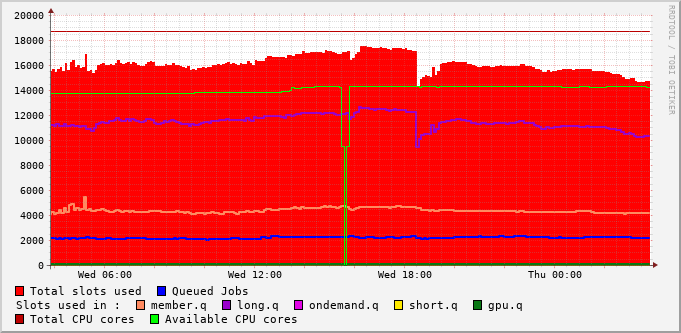 RRDTOOL / TOBI OETIKER
20000
18000
16000
14000
12000
10000
8000
6000
4000
2000
0
Wed 06:00 Wed 12:00 Wed 18:00 Thu 00:00
Total slots used Queued Jobs
Slots used in : member.q long.q ondemand.q short.q gpu.q
Total CPU cores Available CPU cores